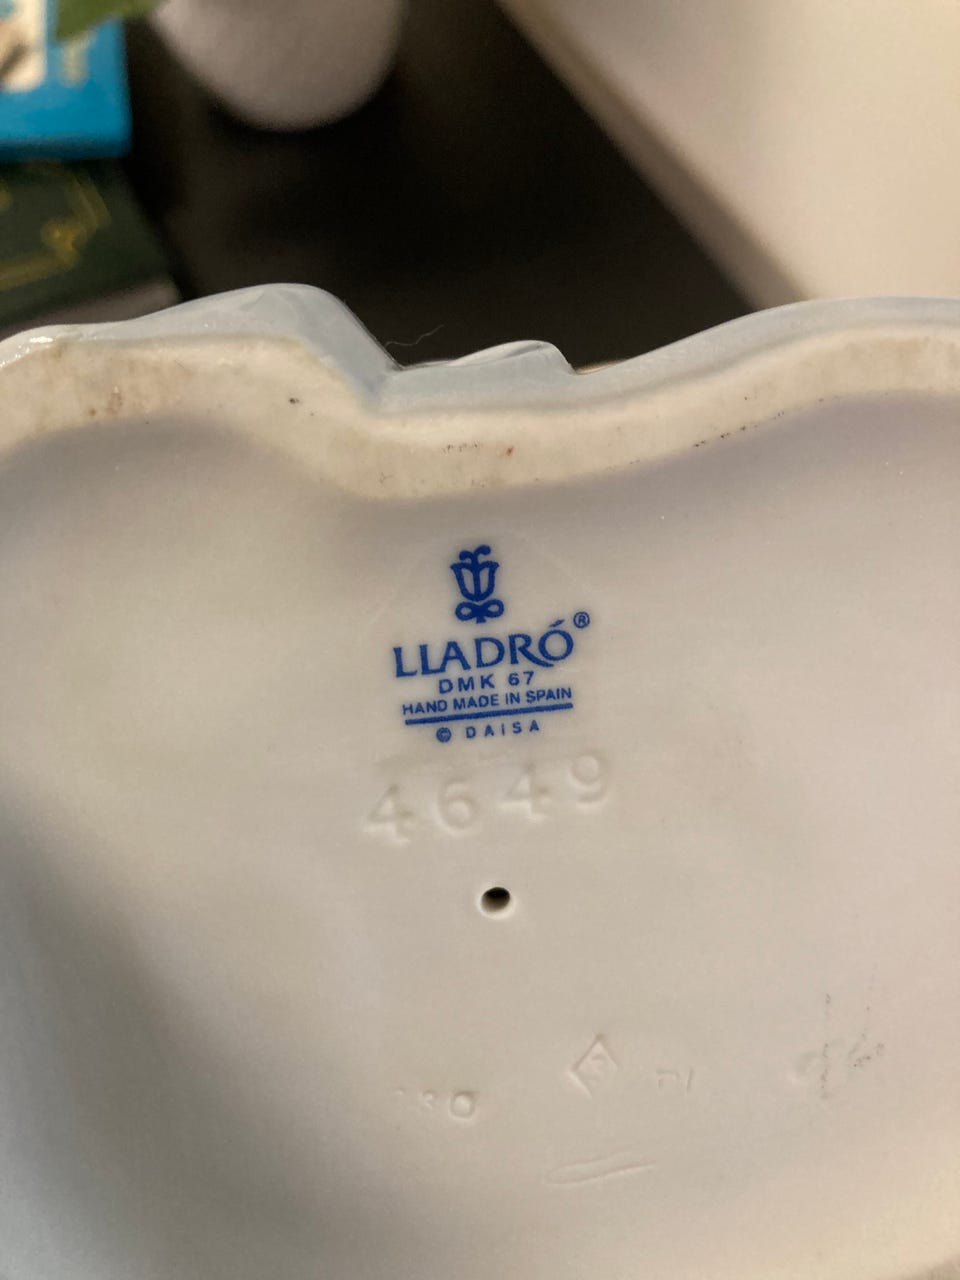 LLADRÓ®
DMK 67
HAND MADE IN SPAIN
© DAISA
4649